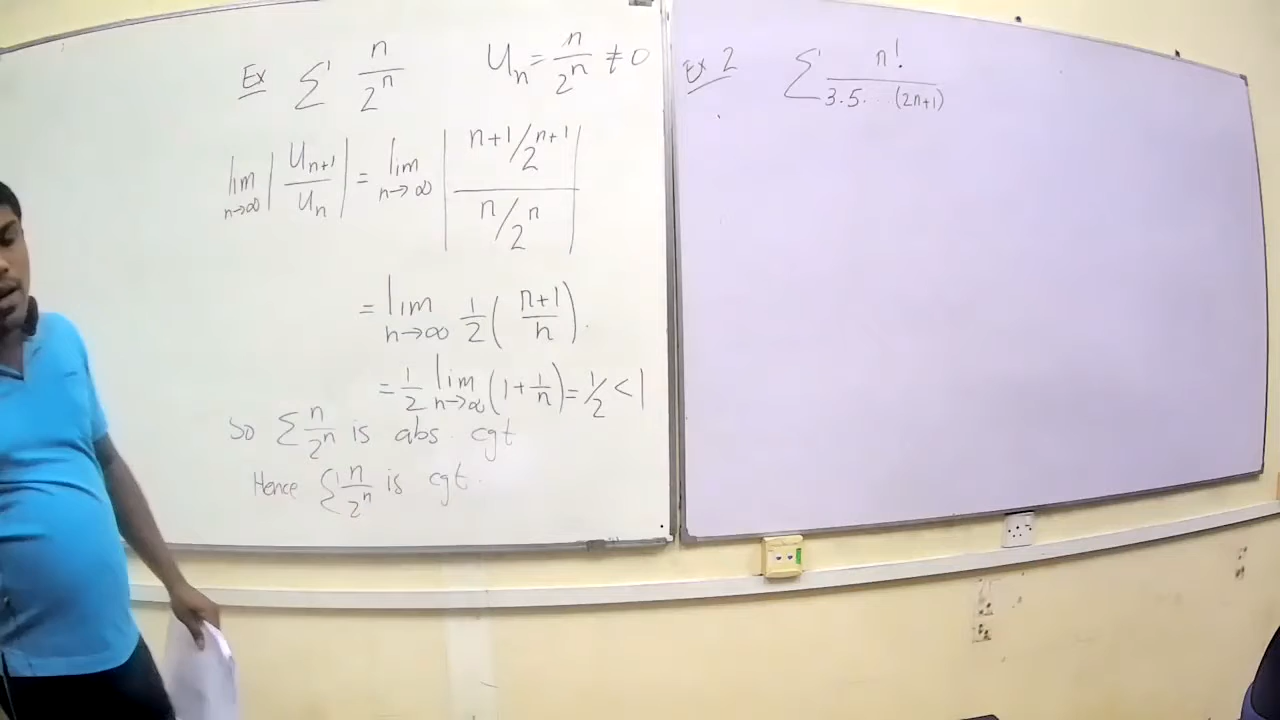 Ex ∑ n/2^n   U_n = n/2^n ≠ 0
lim_{n→∞} | U_{n+1} / U_n | = lim_{n→∞} | (n+1/2^{n+1}) / (n/2^n) |
= lim_{n→∞} 1/2 ( n+1 / n ).
= 1/2 lim_{n→∞} (1 + 1/n) = 1/2 < 1
So ∑ n/2^n is abs. cgt
Hence ∑ n/2^n is cgt.
Ex 2   ∑ n! / 3.5. ... (2n+1)